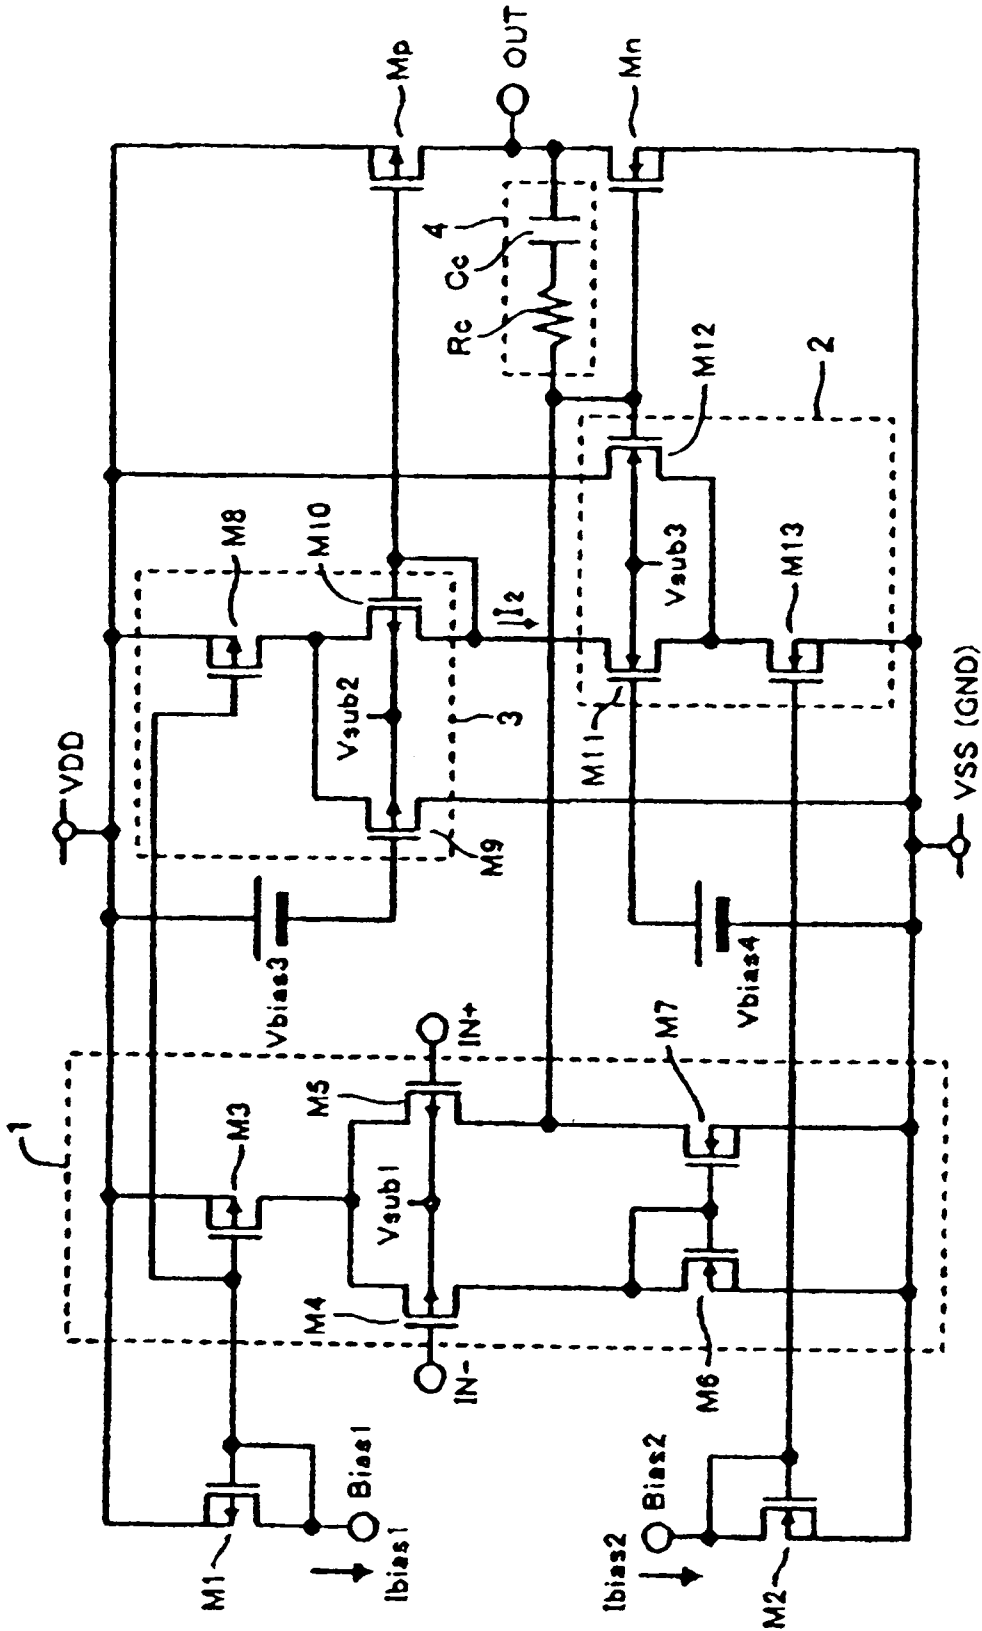 1
VDD
M1
Ibias1
Bias1
M3
M4
IN-
Vsub1
M5
IN+
Vbias3
M9
Vsub2
3
M8
M10
I2
Mp
OUT
4
Cc
Rc
Mn
M12
2
Vsub3
M11
M13
Vbias4
M7
M6
Bias2
Ibias2
M2
VSS (GND)